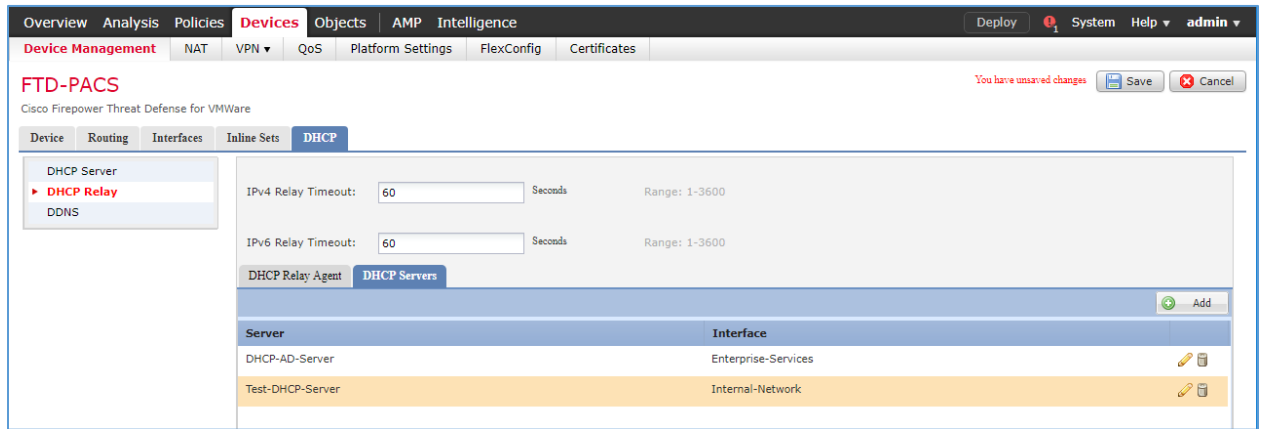 Overview Analysis Policies Devices Objects AMP Intelligence Deploy 1 System Help admin
Device Management NAT VPN QoS Platform Settings FlexConfig Certificates
FTD-PACS
You have unsaved changes Save Cancel
Cisco Firepower Threat Defense for VMWare
Device Routing Interfaces Inline Sets DHCP
DHCP Server
DHCP Relay
DDNS
IPv4 Relay Timeout: 60 Seconds Range: 1-3600
IPv6 Relay Timeout: 60 Seconds Range: 1-3600
DHCP Relay Agent DHCP Servers
Add
Server Interface
DHCP-AD-Server Enterprise-Services
Test-DHCP-Server Internal-Network